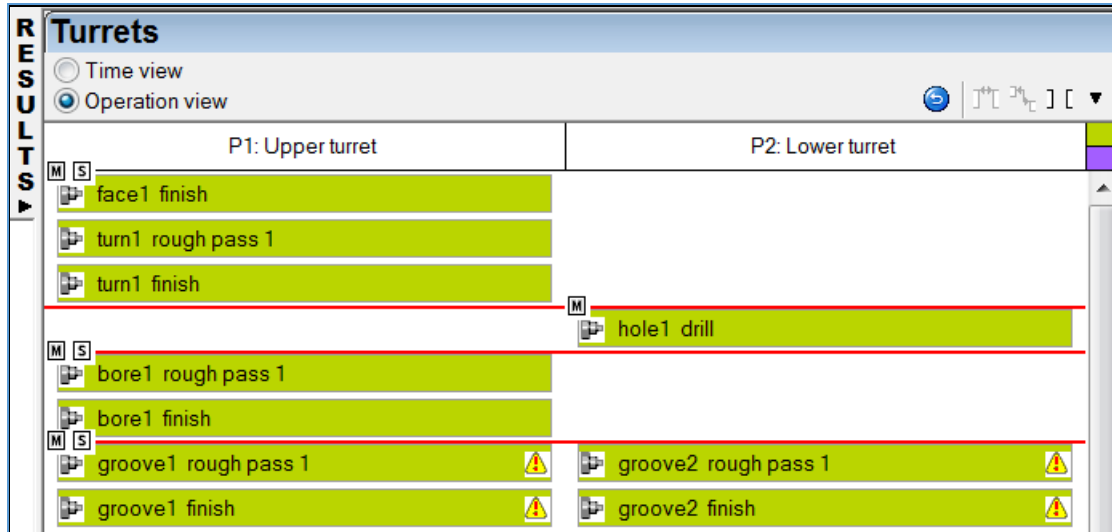 RESULTS
Turrets
Time view
Operation view
P1: Upper turret
P2: Lower turret
M S
face1 finish
turn1 rough pass 1
turn1 finish
M
hole1 drill
M S
bore1 rough pass 1
bore1 finish
M S
groove1 rough pass 1
groove2 rough pass 1
groove1 finish
groove2 finish